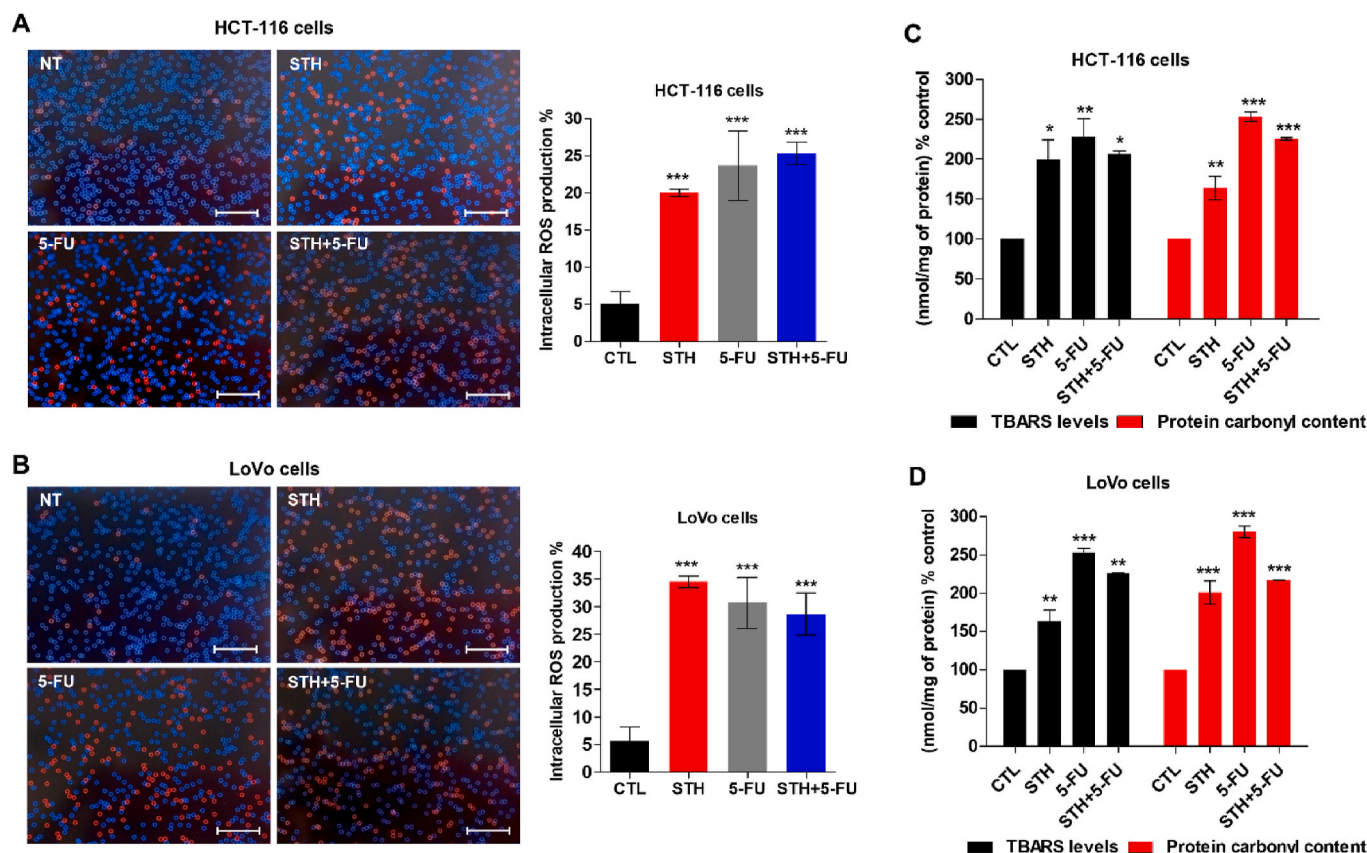 A
HCT-116 cells
NT
STH
5-FU
STH+5-FU
HCT-116 cells
Intracellular ROS production %
30
25
20
15
10
5
0
***
***
***
CTL
STH
5-FU
STH+5-FU
C
HCT-116 cells
(nmol/mg of protein) % control
300
250
200
150
100
50
0
*
**
*
**
***
***
CTL
STH
5-FU
STH+5-FU
CTL
STH
5-FU
STH+5-FU
TBARS levels
Protein carbonyl content
B
LoVo cells
NT
STH
5-FU
STH+5-FU
LoVo cells
Intracellular ROS production %
40
35
30
25
20
15
10
5
0
***
***
***
CTL
STH
5-FU
STH+5-FU
D
LoVo cells
(nmol/mg of protein) % control
300
250
200
150
100
50
0
**
***
**
***
***
***
CTL
STH
5-FU
STH+5-FU
CTL
STH
5-FU
STH+5-FU
TBARS levels
Protein carbonyl content